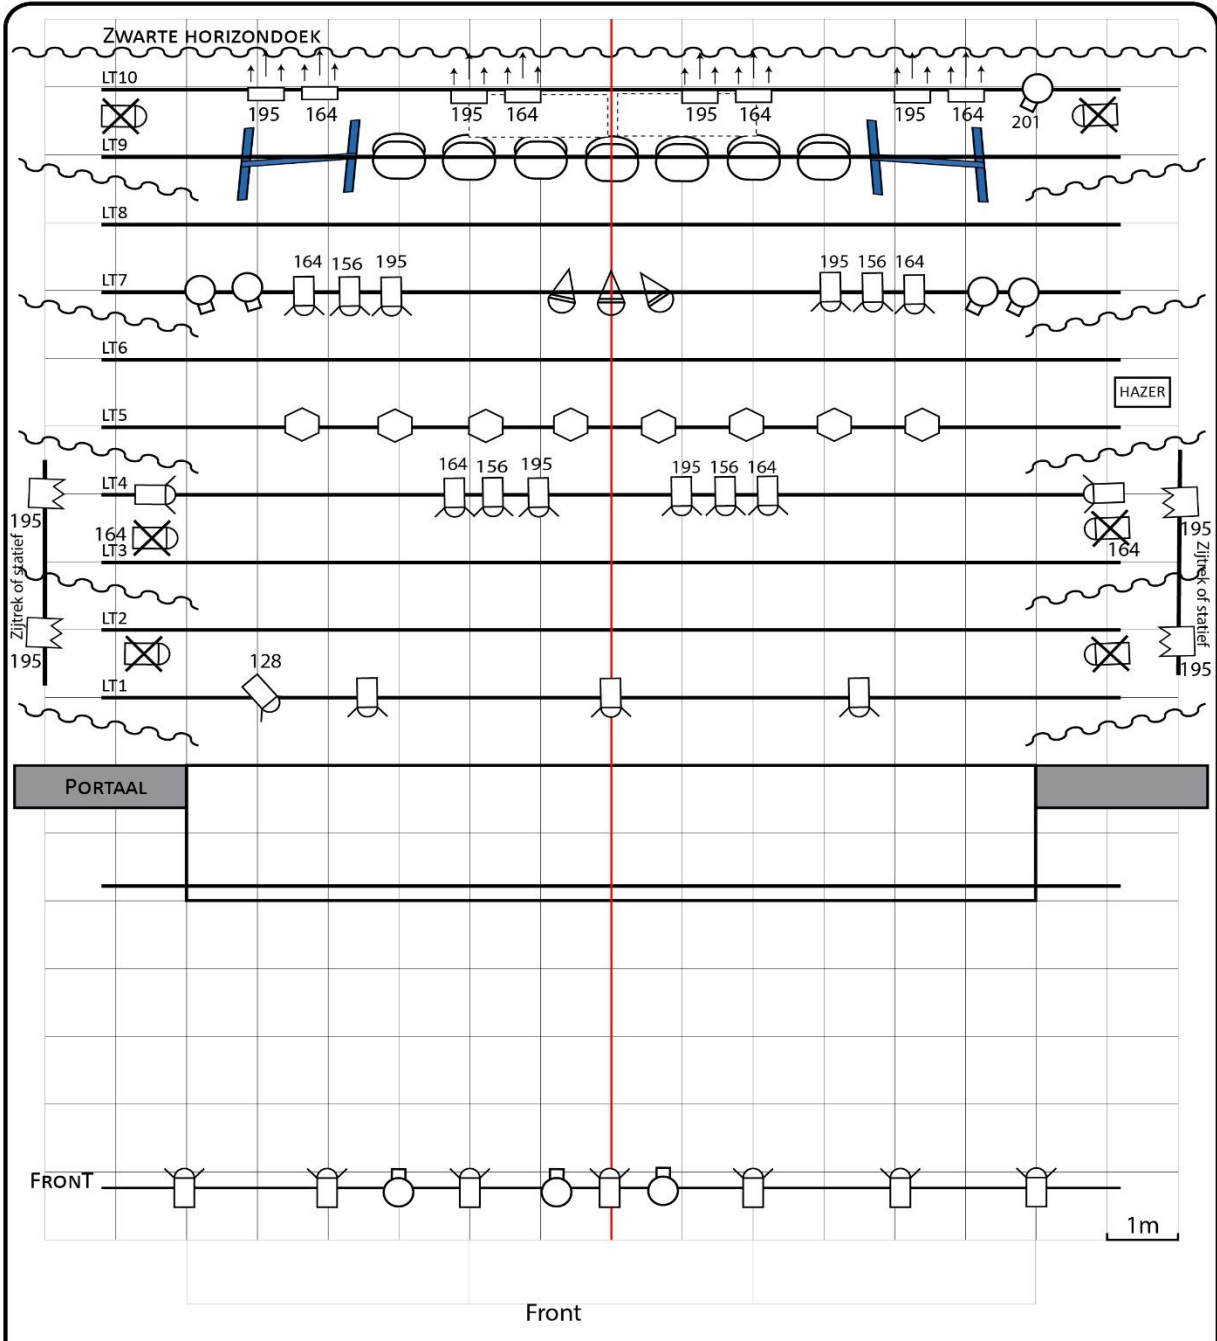 ZWARTE HORIZONDOEK
LT10
195 164 195 164 195 164 195 164 201
LT9
LT8
LT7 164 156 195 195 156 164
LT6
HAZER
LT5
LT4 164 156 195 195 156 164
195 195
164 164
LT3
Zijtrek of statief
Zijtrek of statief
LT2
195 195
128
LT1
PORTAAL
FRONT
1m
Front